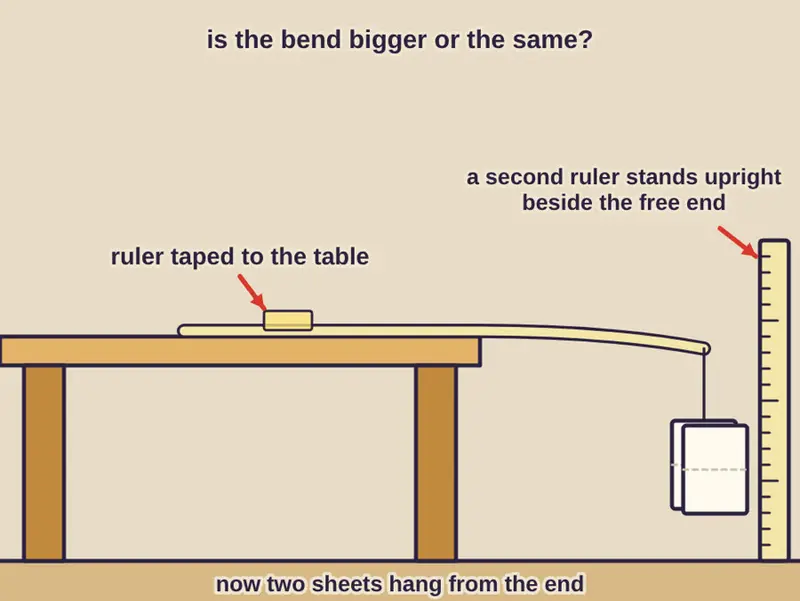 is the bend bigger or the same?
a second ruler stands upright
beside the free end
ruler taped to the table
now two sheets hang from the end